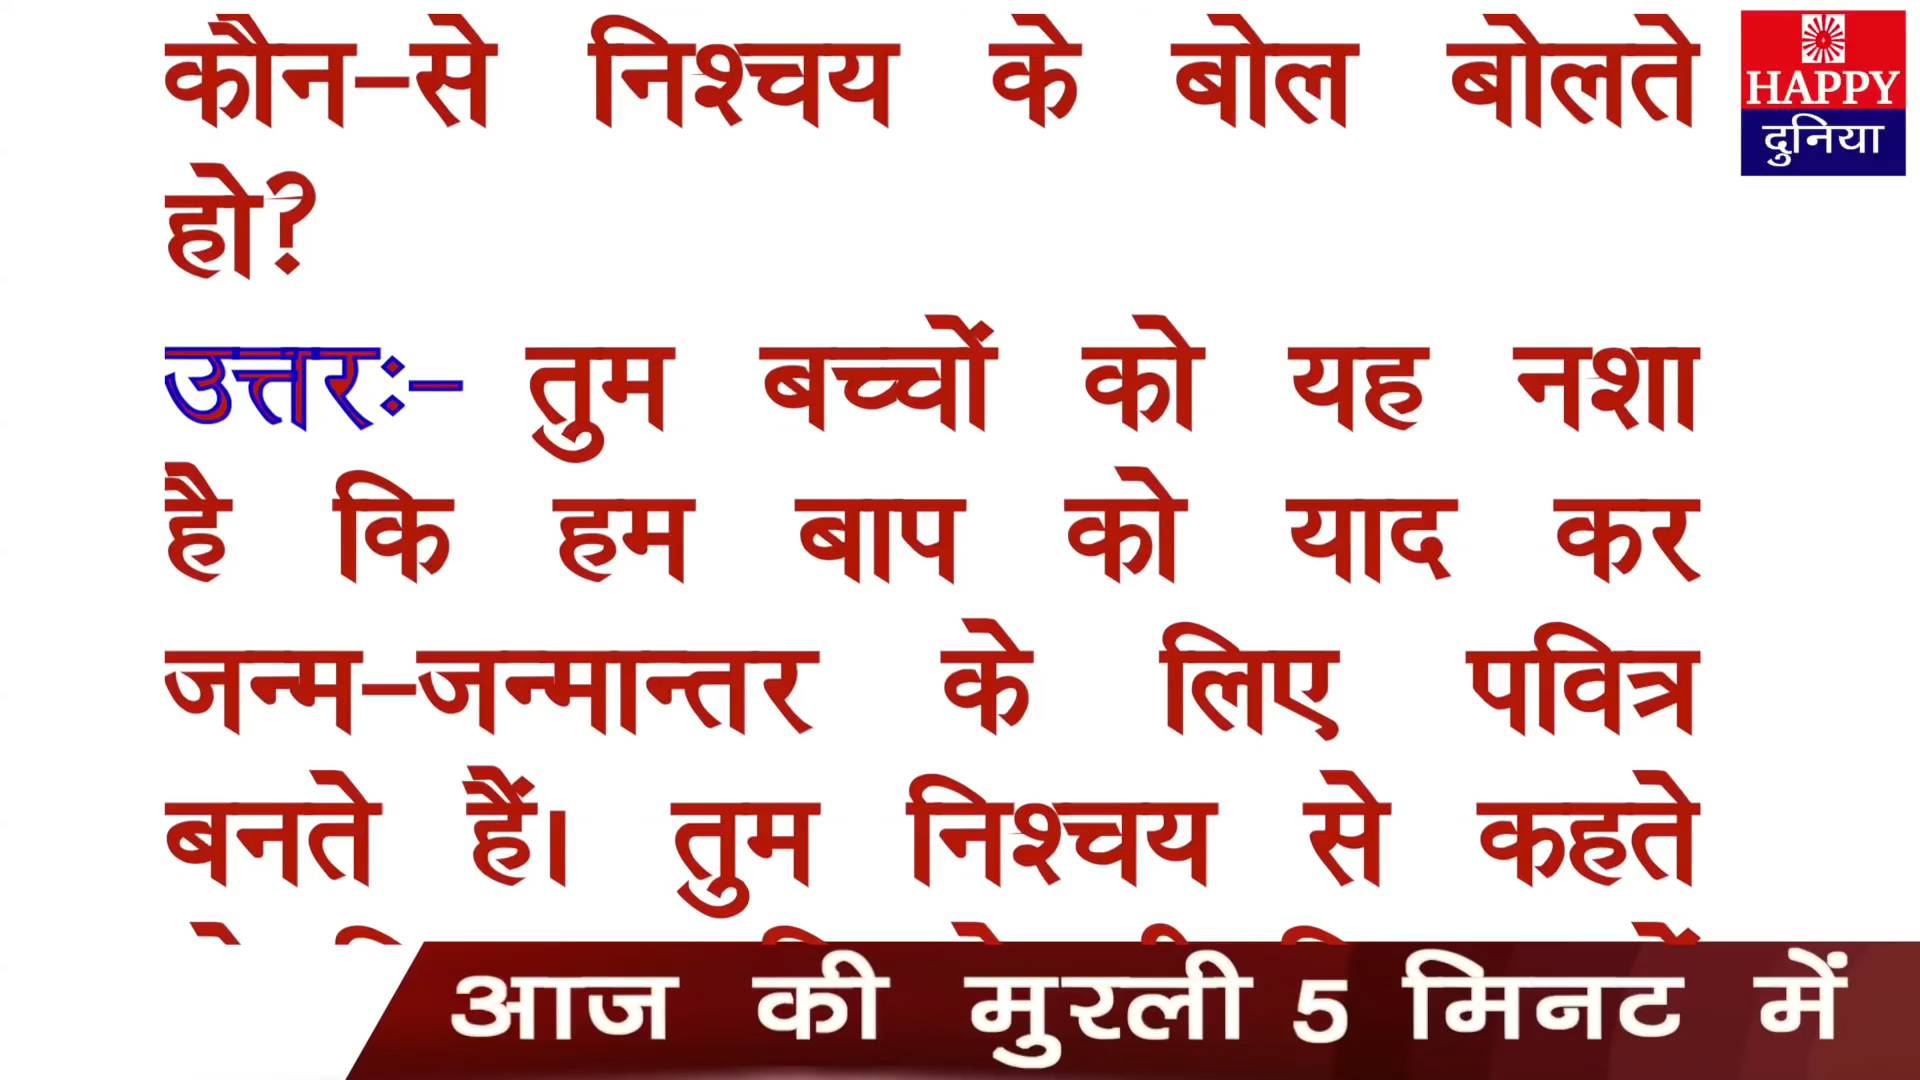 कौन-से निश्चय के बोल बोलते
हो?
उत्तरः- तुम बच्चों को यह नशा
है कि हम बाप को याद कर
जन्म-जन्मान्तर के लिए पवित्र
बनते हैं। तुम निश्चय से कहते
HAPPY
दुनिया
आज की मुरली 5 मिनट में